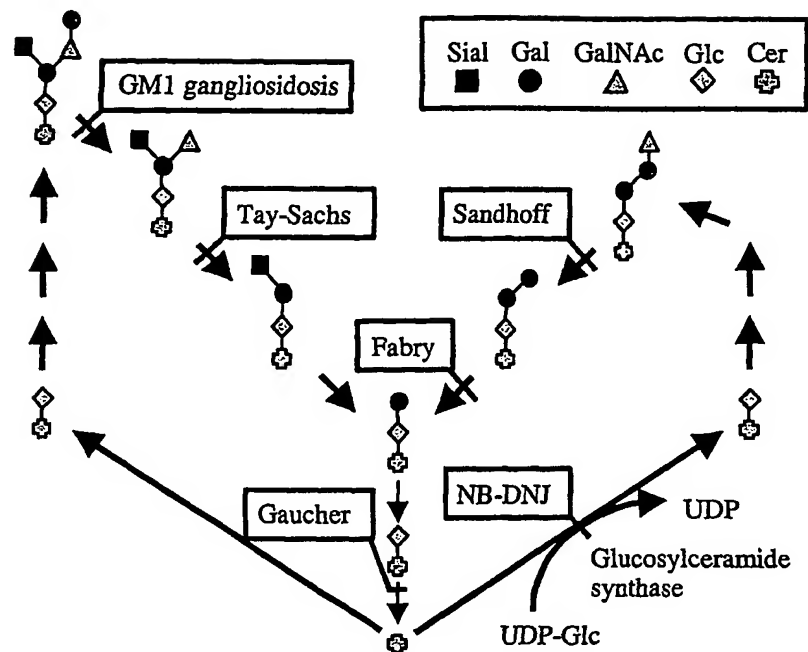 Sial Gal GalNAc Glc Cer
GM1 gangliosidosis
Tay-Sachs
Sandhoff
Fabry
Gaucher
NB-DNJ
UDP
Glucosylceramide
synthase
UDP-Glc